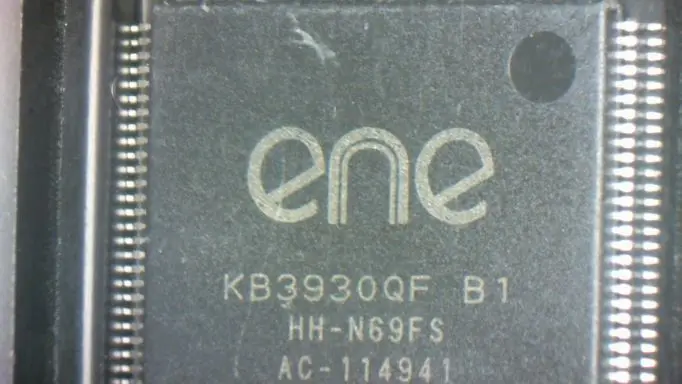 ene
KB3930QF B1
HH-N69FS
AC-114941